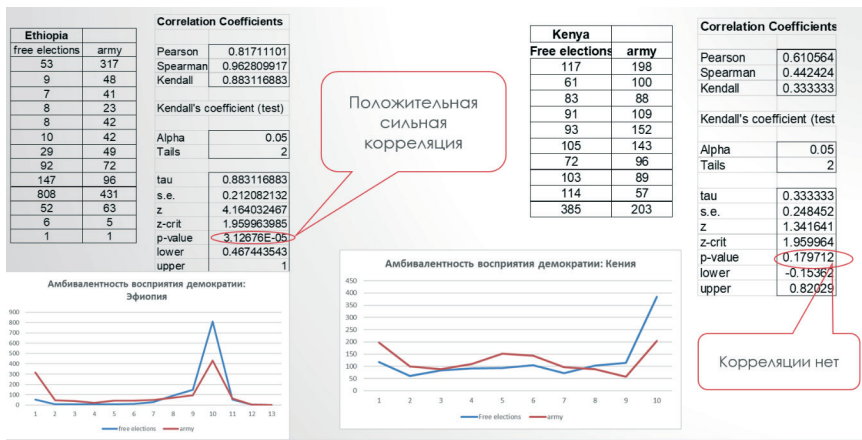 Ethiopia
free elections army
53 317
9 48
7 41
8 23
8 42
10 42
29 49
92 72
147 96
808 431
52 63
6 5
1 1
Correlation Coefficients
Pearson 0.81711101
Spearman 0.962809917
Kendall 0.883116883
Kendall's coefficient (test)
Alpha 0.05
Tails 2
tau 0.883116883
s.e. 0.212082132
z 4.164032467
z-crit 1.959963985
p-value 3.12676E-05
lower 0.467443543
upper 1
Положительная
сильная
корреляция
Амбивалентность восприятия демократии:
Эфиопия
900
800
700
600
500
400
300
200
100
0
1 2 3 4 5 6 7 8 9 10 11 12 13
free elections army
Kenya
Free elections army
117 198
61 100
83 88
91 109
93 152
105 143
72 96
103 89
114 57
385 203
Correlation Coefficients
Pearson 0.610564
Spearman 0.442424
Kendall 0.333333
Kendall's coefficient (test
Alpha 0.05
Tails 2
tau 0.333333
s.e. 0.248452
z 1.341641
z-crit 1.959964
p-value 0.179712
lower -0.15362
upper 0.82029
Корреляции нет
Амбивалентность восприятия демократии: Кения
450
400
350
300
250
200
150
100
50
0
1 2 3 4 5 6 7 8 9 10
Free elections army